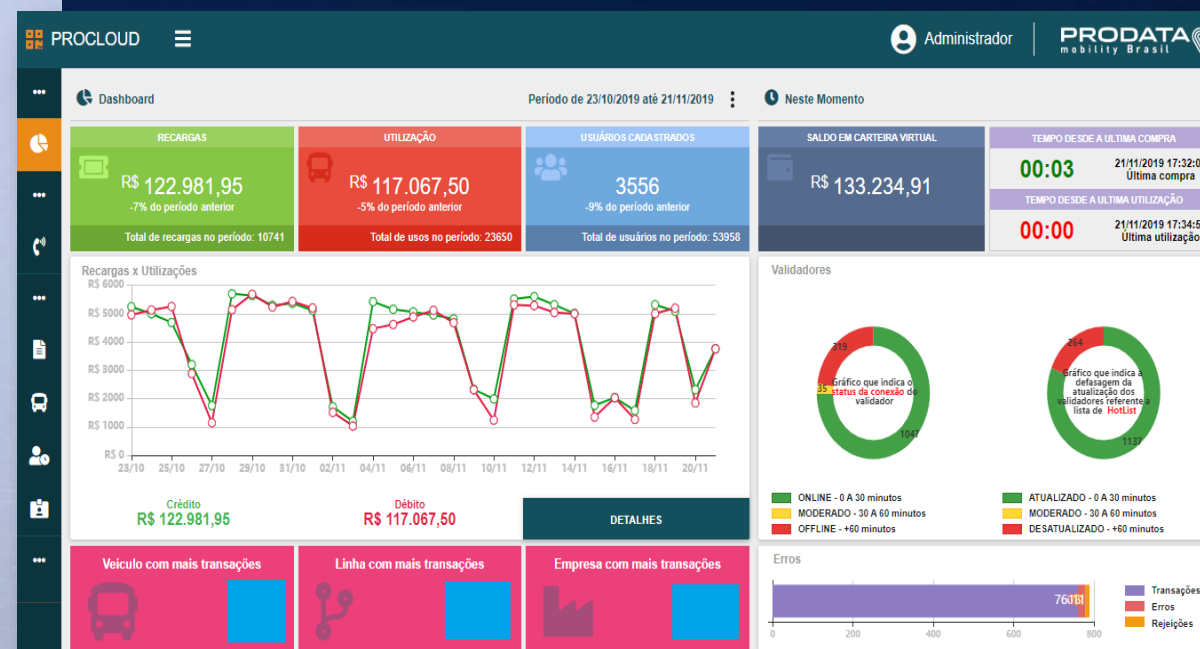 PROCLOUD
Administrador
PRODATA
mobility Brasil
Dashboard
Período de 23/10/2019 até 21/11/2019
Neste Momento
RECARGAS
R$ 122.981,95
-7% do período anterior
Total de recargas no período: 10741
UTILIZAÇÃO
R$ 117.067,50
-5% do período anterior
Total de usos no período: 23650
USUÁRIOS CADASTRADOS
3556
-9% do período anterior
Total de usuários no período: 53958
SALDO EM CARTEIRA VIRTUAL
R$ 133.234,91
TEMPO DESDE A ULTIMA COMPRA
00:03
21/11/2019 17:32:0
Última compra
TEMPO DESDE A ULTIMA UTILIZAÇÃO
00:00
21/11/2019 17:34:5
Última utilização
Recargas x Utilizações
R$ 6000
R$ 5000
R$ 4000
R$ 3000
R$ 2000
R$ 1000
R$ 0
23/10 25/10 27/10 29/10 31/10 02/11 04/11 06/11 08/11 10/11 12/11 14/11 16/11 18/11 20/11
Crédito
R$ 122.981,95
Débito
R$ 117.067,50
DETALHES
Validadores
319
35
1047
Gráfico que indica o
status da conexão do
validador
ONLINE - 0 A 30 minutos
MODERADO - 30 A 60 minutos
OFFLINE - +60 minutos
264
1137
Gráfico que indica a
defasagem da
atualização dos
validadores referente a
lista de HotList
ATUALIZADO - 0 A 30 minutos
MODERADO - 30 A 60 minutos
DESATUALIZADO - +60 minutos
Veículo com mais transações
Linha com mais transações
Empresa com mais transações
Erros
0 200 400 600 800
Transações
Erros
Rejeições